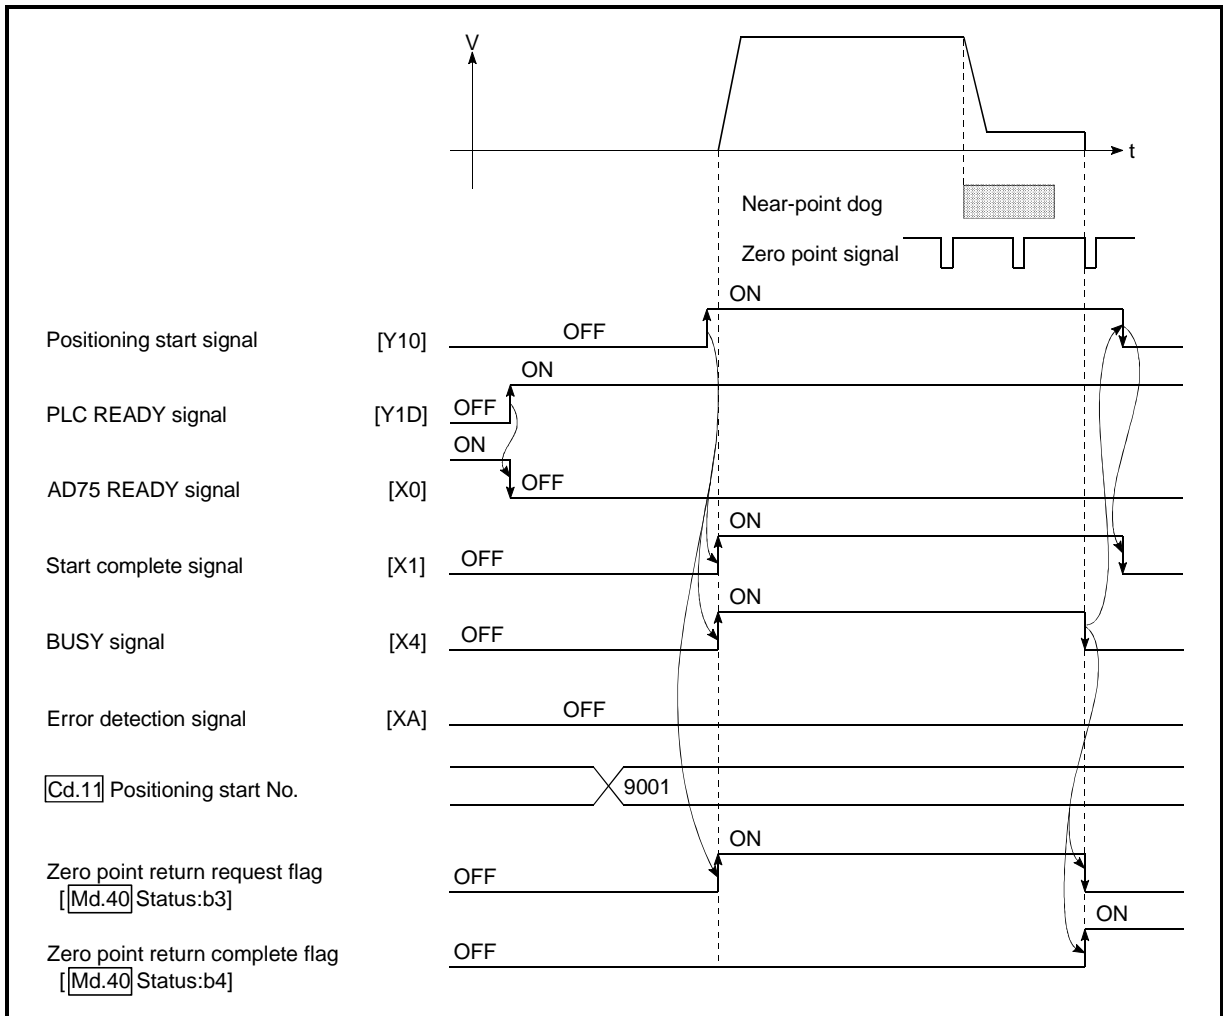 V
t
Near-point dog
Zero point signal
ON
Positioning start signal [Y10] OFF
ON
PLC READY signal [Y1D] OFF
ON
AD75 READY signal [X0] OFF
ON
Start complete signal [X1] OFF
ON
BUSY signal [X4] OFF
Error detection signal [XA] OFF
Cd.11 Positioning start No. 9001
ON
Zero point return request flag OFF
[ Md.40 Status:b3]
ON
Zero point return complete flag OFF
[ Md.40 Status:b4]